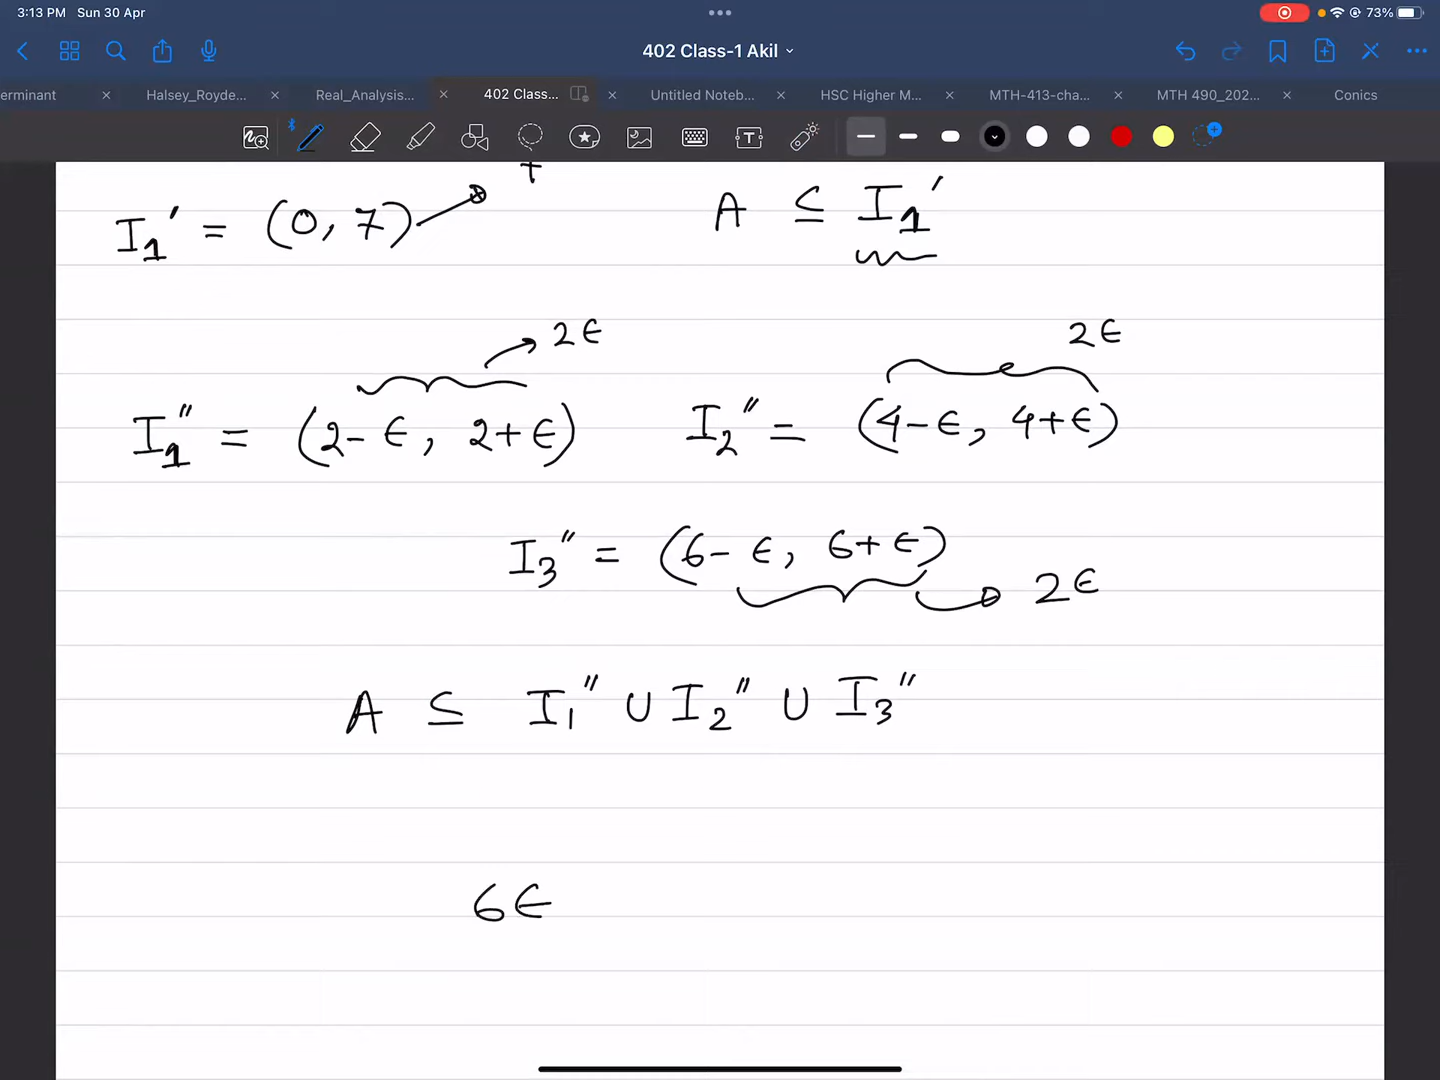 3:13 PM Sun 30 Apr
73%
402 Class-1 Akil
erminant
Halsey_Royde...
Real_Analysis...
402 Class...
Untitled Noteb...
HSC Higher M...
MTH-413-cha...
MTH 490_202...
Conics
I₁′ = (0, 7)
A ⊆ I₁′
2ϵ
2ϵ
I₁″ = (2-ϵ, 2+ϵ) I₂″ = (4-ϵ, 4+ϵ)
I₃″ = (6-ϵ, 6+ϵ)
2ϵ
A ⊆ I₁″ ∪ I₂″ ∪ I₃″
6ϵ